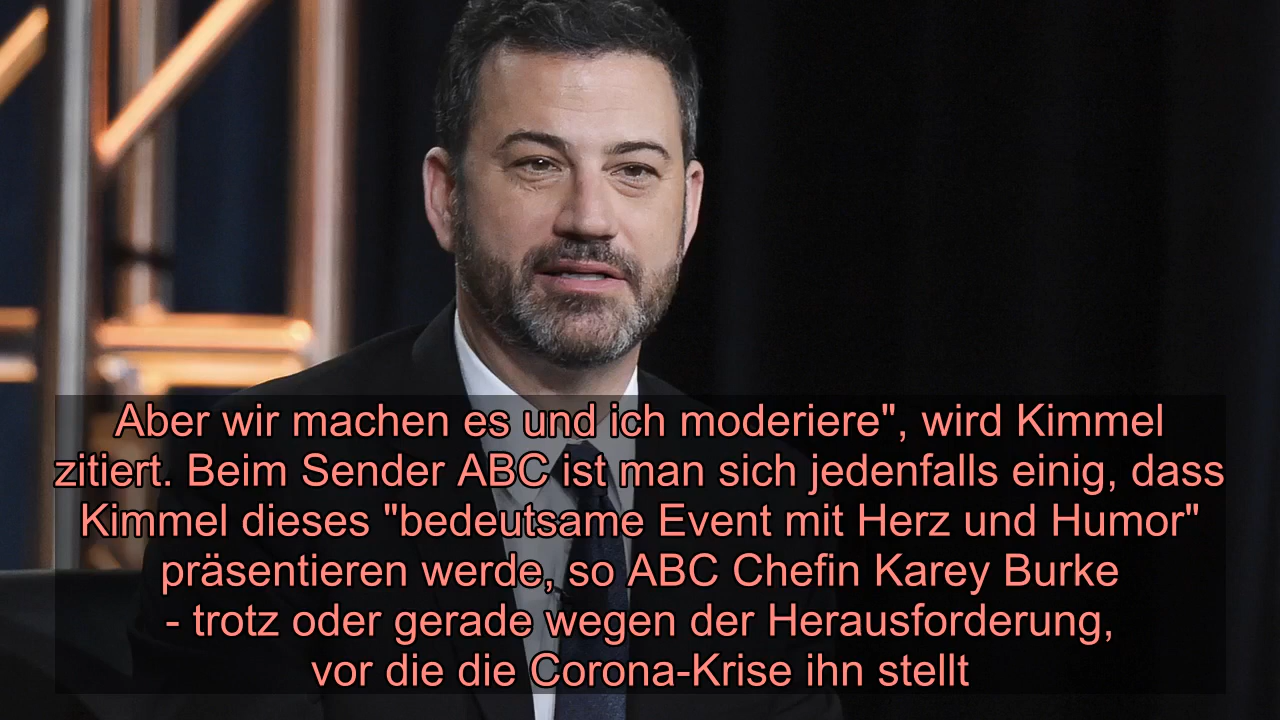 Aber wir machen es und ich moderiere", wird Kimmel
zitiert. Beim Sender ABC ist man sich jedenfalls einig, dass
Kimmel dieses "bedeutsame Event mit Herz und Humor"
präsentieren werde, so ABC Chefin Karey Burke
- trotz oder gerade wegen der Herausforderung,
vor die die Corona-Krise ihn stellt